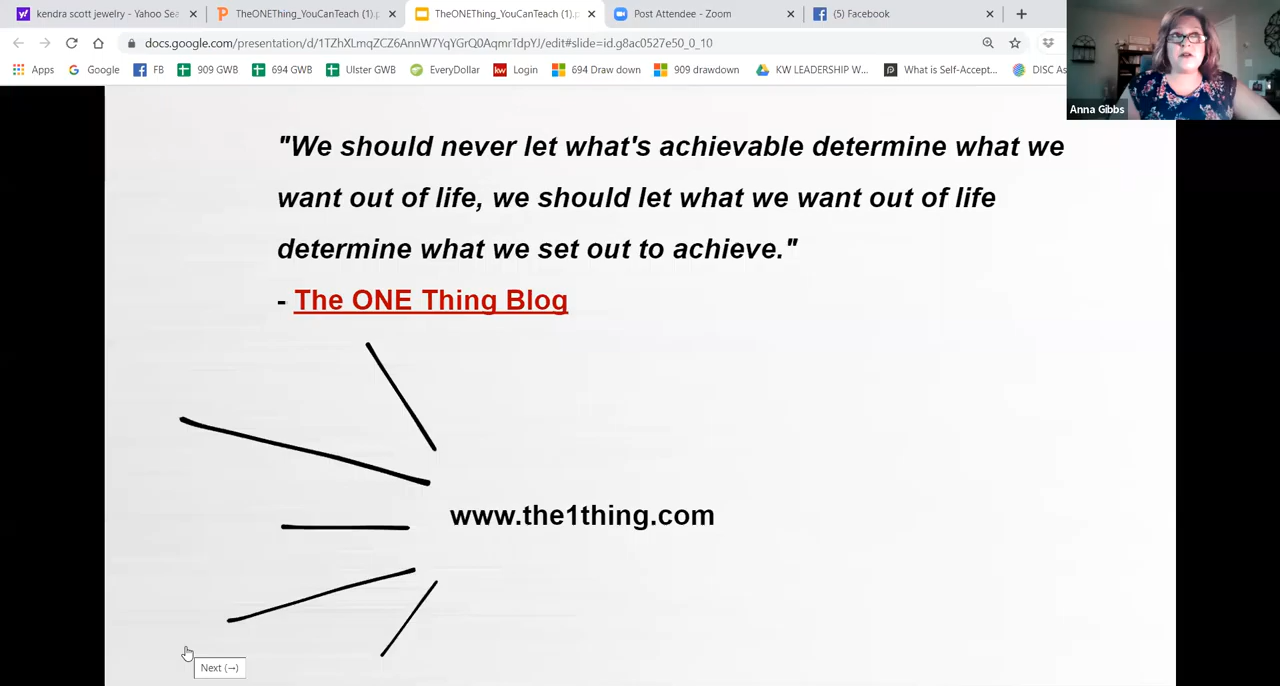 kendra scott jewelry - Yahoo Sea
TheONEThing_YouCanTeach (1).p
TheONEThing_YouCanTeach (1).
Post Attendee - Zoom
(5) Facebook
docs.google.com/presentation/d/1TZhXLmqZCZ6AnnW7YqYGrQ0AqmrTdpYJ/edit#slide=id.g8ac0527e50_0_10
Apps
Google
FB
909 GWB
694 GWB
Ulster GWB
EveryDollar
kw
Login
694 Draw down
909 drawdown
KW LEADERSHIP W...
What is Self-Accept...
DISC As
Anna Gibbs
"We should never let what's achievable determine what we
want out of life, we should let what we want out of life
determine what we set out to achieve."
- The ONE Thing Blog
www.the1thing.com
Next (→)